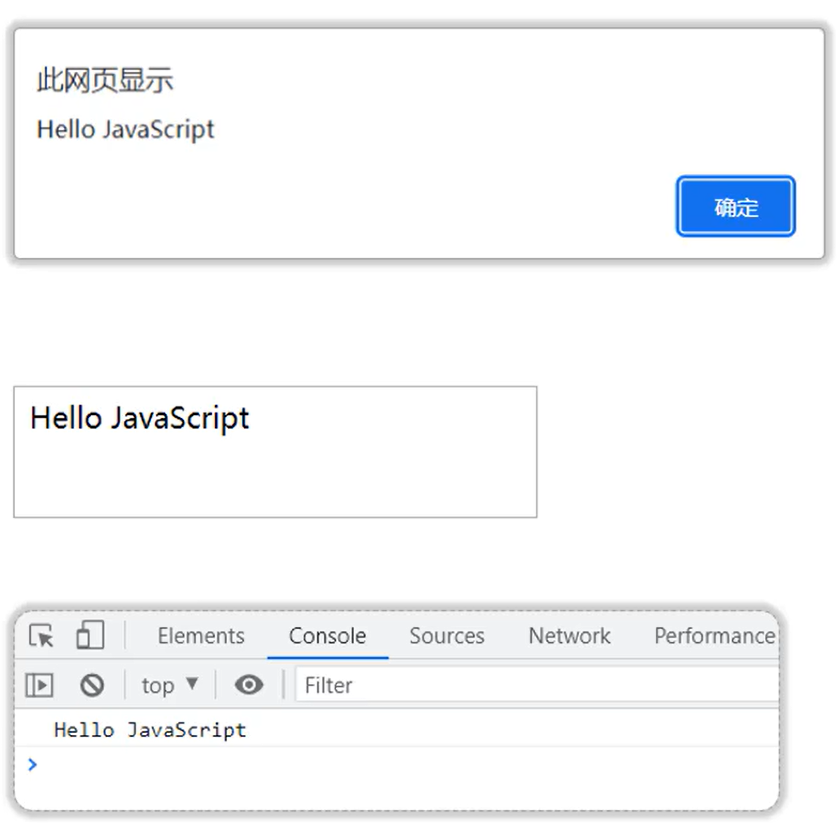 此网页显示
Hello JavaScript
确定
Hello JavaScript
Elements Console Sources Network Performance
top Filter
Hello JavaScript